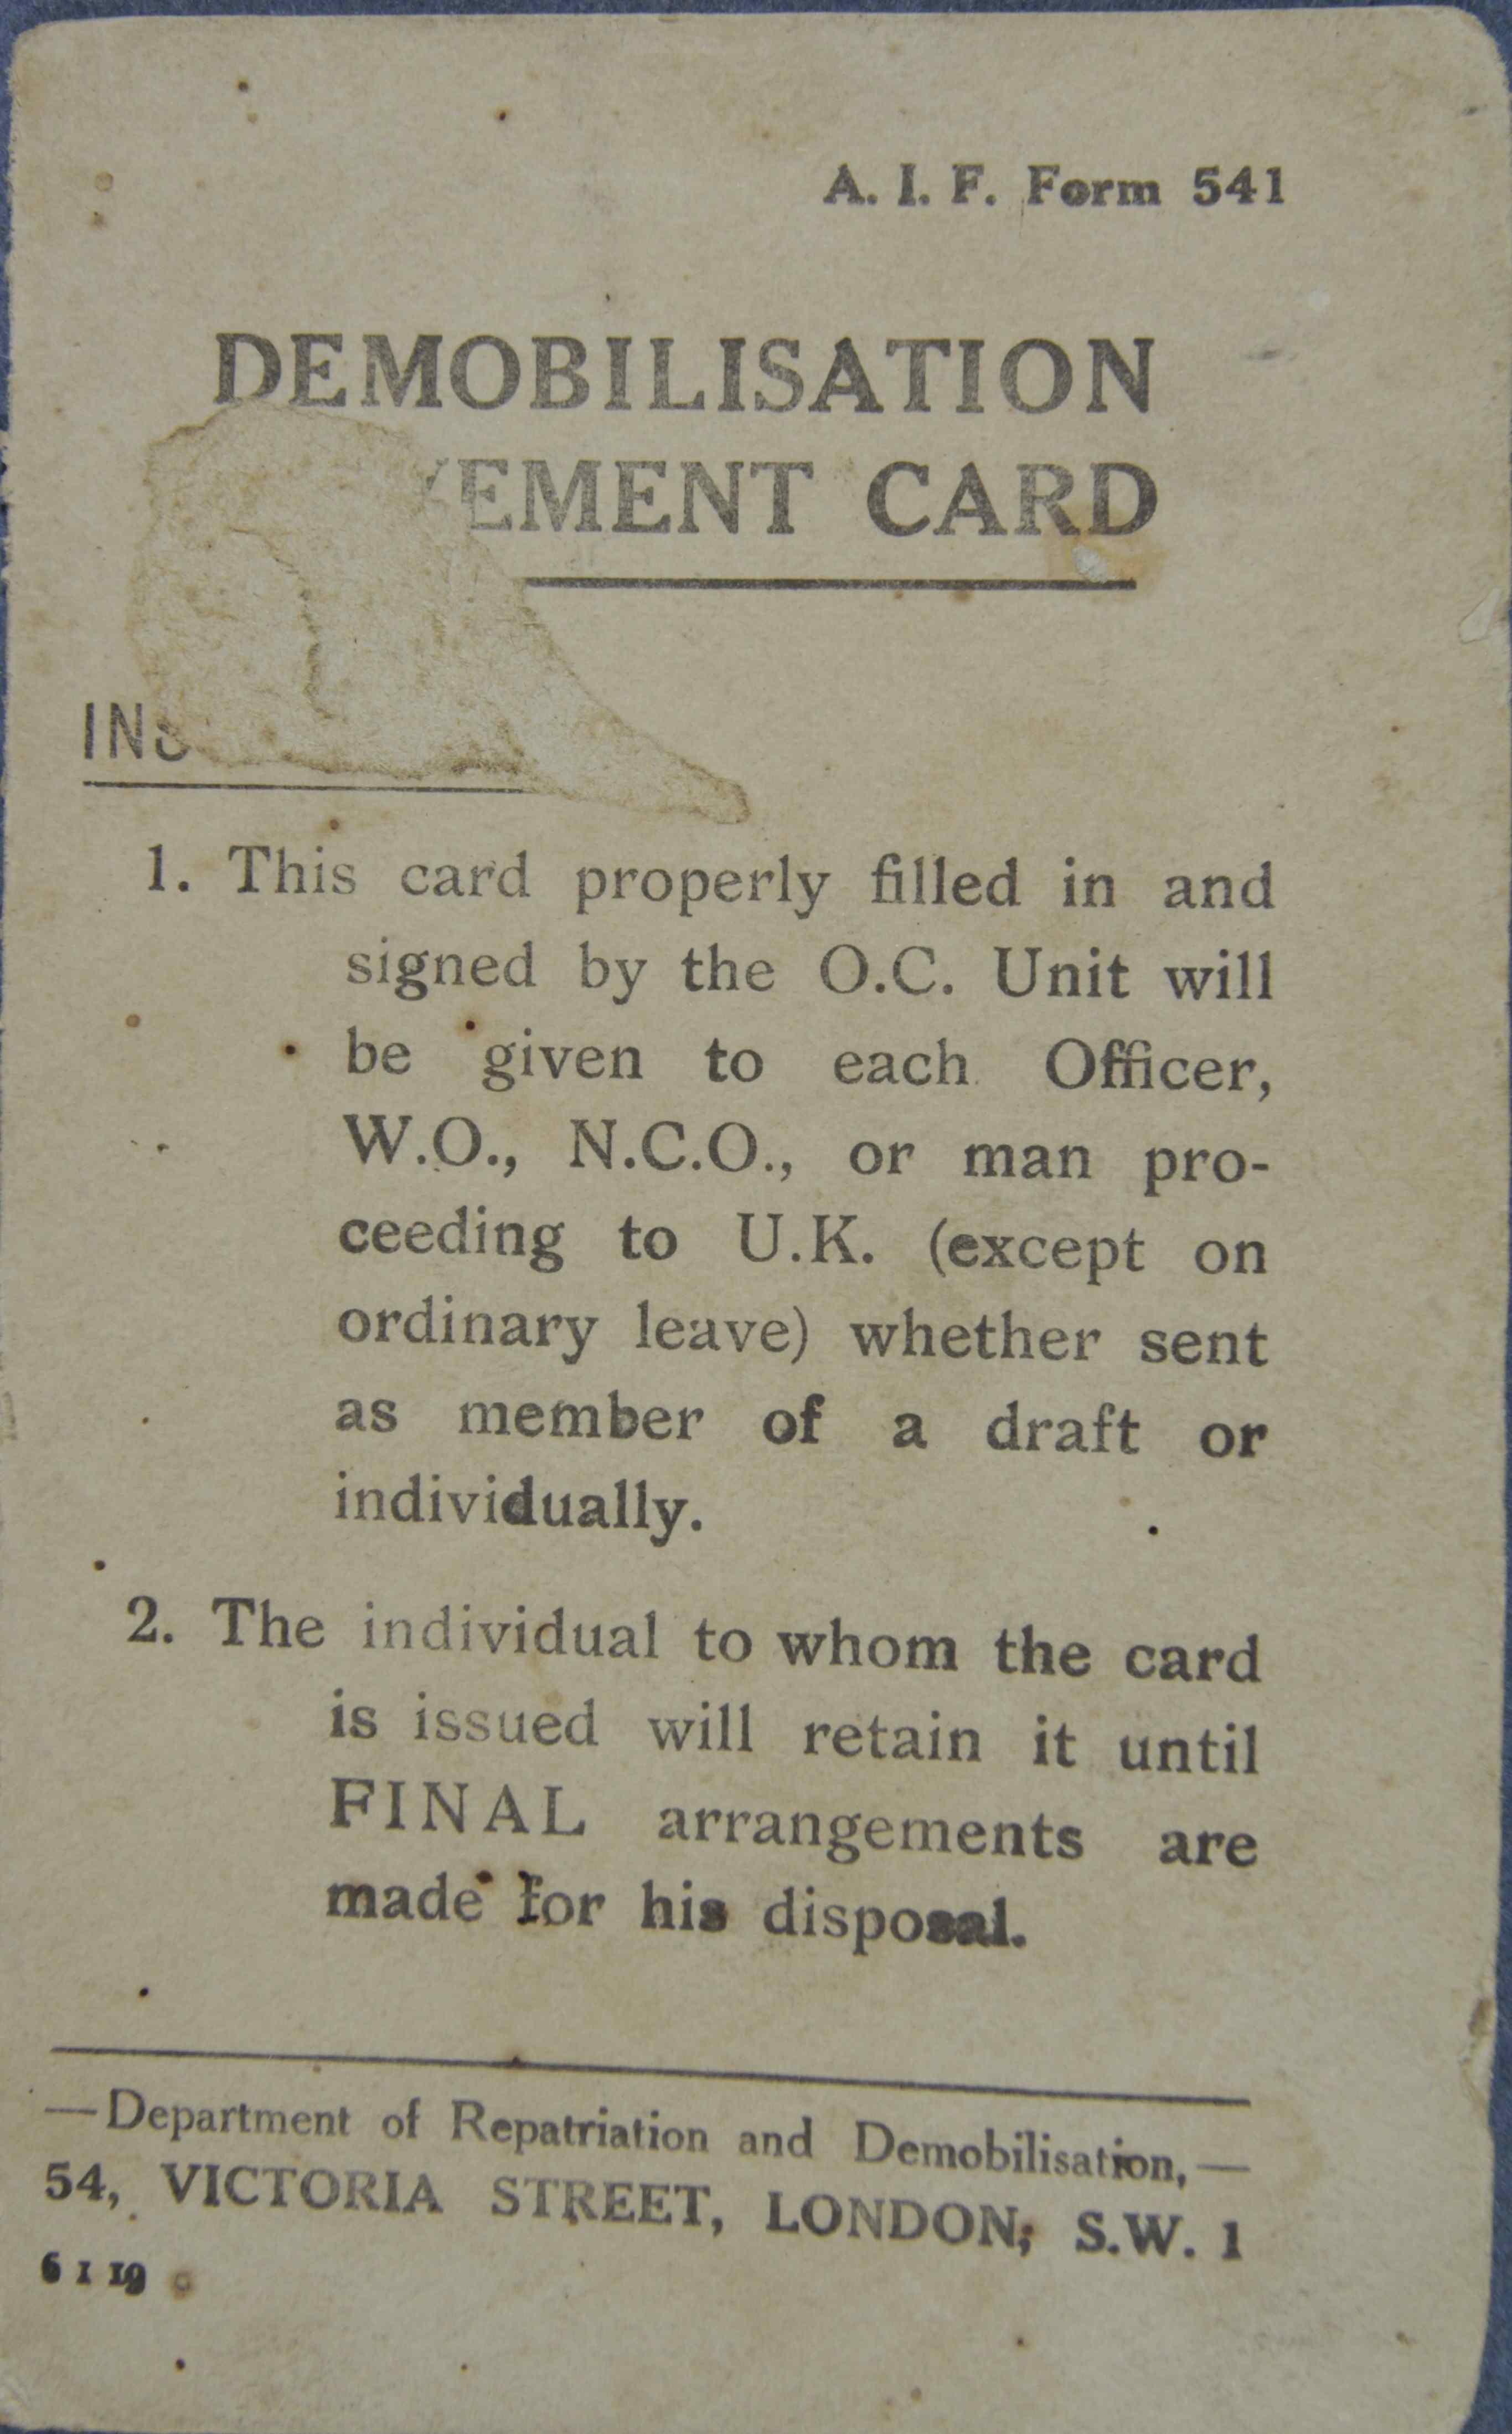 A. I. F. Form 541
DEMOBILISATION
EMENT CARD
INS
1. This card properly filled in and
signed by the O.C. Unit will
be given to each Officer,
W.O., N.C.O., or man pro-
ceeding to U.K. (except on
ordinary leave) whether sent
as member of a draft or
individually.
2. The individual to whom the card
is issued will retain it until
FINAL arrangements are
made for his disposal.
—Department of Repatriation and Demobilisation,—
54, VICTORIA STREET, LONDON, S.W. 1
6 1 19